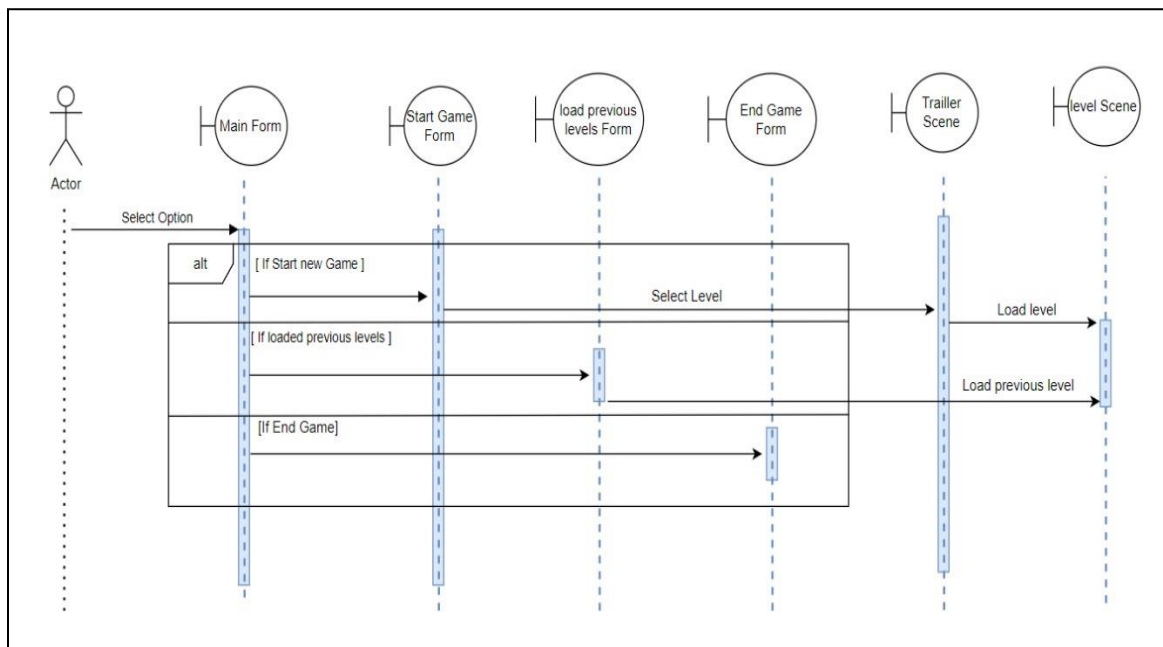 Main Form
Start Game
Form
load previous
levels Form
End Game
Form
Trailler
Scene
level Scene
Actor
Select Option
alt
[ If Start new Game ]
Select Level
Load level
[ If loaded previous levels ]
Load previous level
[If End Game]